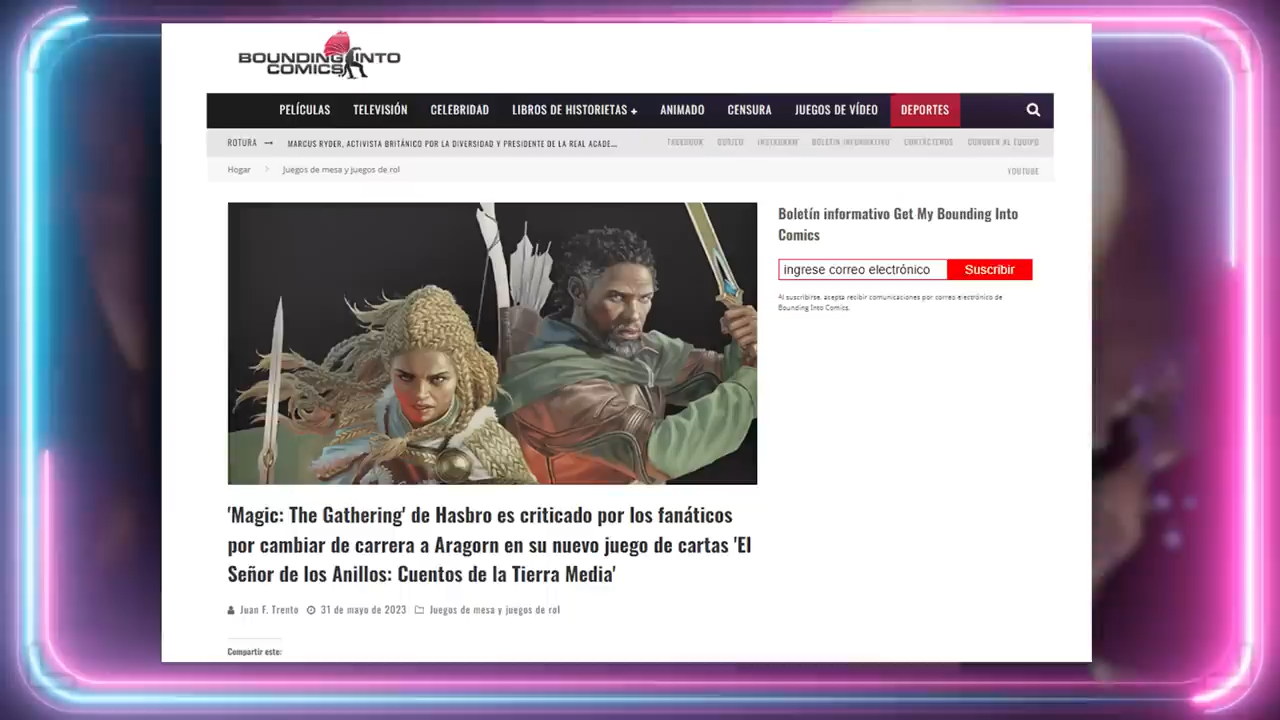 BOUNDING INTO
COMICS
PELÍCULAS TELEVISIÓN CELEBRIDAD LIBROS DE HISTORIETAS + ANIMADO CENSURA JUEGOS DE VÍDEO DEPORTES
ROTURA → MARCUS RYDER, ACTIVISTA BRITÁNICO POR LA DIVERSIDAD Y PRESIDENTE DE LA REAL ACADE... FACEBOOK GORJEO INSTAGRAM BOLETÍN INFORMATIVO CONTÁCTENOS CONOCER AL EQUIPO
Hogar > Juegos de mesa y juegos de rol YOUTUBE
Boletín informativo Get My Bounding Into
Comics
ingrese correo electrónico Suscribir
Al suscribirse, acepta recibir comunicaciones por correo electrónico de
Bounding Into Comics.
'Magic: The Gathering' de Hasbro es criticado por los fanáticos
por cambiar de carrera a Aragorn en su nuevo juego de cartas 'El
Señor de los Anillos: Cuentos de la Tierra Media'
Juan F. Trento 31 de mayo de 2023 Juegos de mesa y juegos de rol
Compartir este: